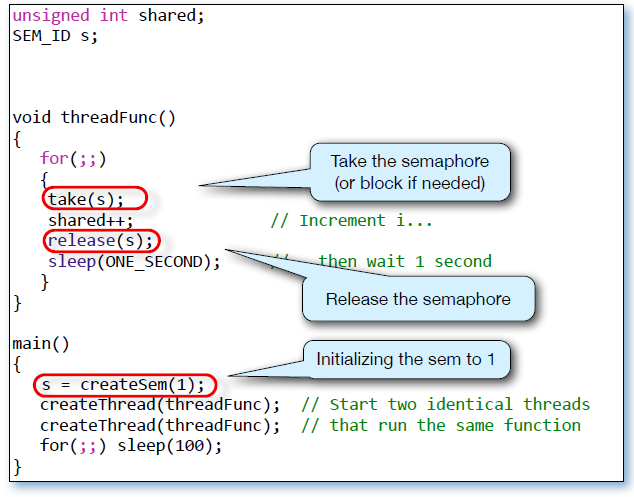 unsigned int shared;
SEM_ID s;
void threadFunc()
{
for(;;)
{
take(s);
shared++; // Increment i...
release(s);
sleep(ONE_SECOND); // then wait 1 second
}
}
Take the semaphore
(or block if needed)
Release the semaphore
main()
{
Initializing the sem to 1
s = createSem(1);
createThread(threadFunc); // Start two identical threads
createThread(threadFunc); // that run the same function
for(;;) sleep(100);
}